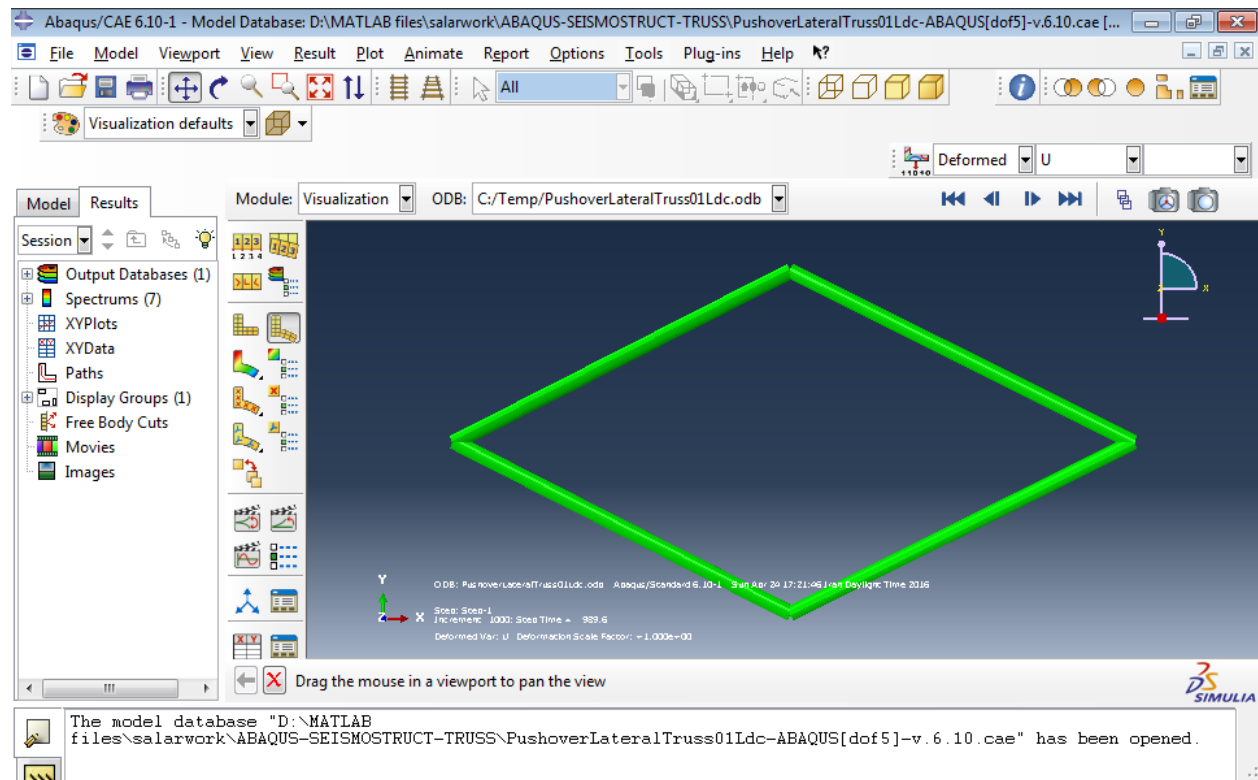 Abaqus/CAE 6.10-1 - Model Database: D:\MATLAB files\salarwork\ABAQUS-SEISMOSTRUCT-TRUSS\PushoverLateralTruss01Ldc-ABAQUS[dof5]-v.6.10.cae [...
File Model Viewport View Result Plot Animate Report Options Tools Plug-ins Help
All
Visualization defaults
Deformed U
Model Results
Module: Visualization ODB: C:/Temp/PushoverLateralTruss01Ldc.odb
Session
Output Databases (1)
Spectrums (7)
XYPlots
XYData
Paths
Display Groups (1)
Free Body Cuts
Movies
Images
Y
X
Z
Y
X
ODB: PushoverLateralTruss01Ldc.odb Abaqus/Standard 6.10-1 Sun Apr 24 17:21:46 Iran Daylight Time 2016
Step: Step-1
Increment 1000: Step Time = 989.6
Deformed Var: U Deformation Scale Factor: +1.000e+00
Drag the mouse in a viewport to pan the view
SIMULIA
The model database "D:\MATLAB
files\salarwork\ABAQUS-SEISMOSTRUCT-TRUSS\PushoverLateralTruss01Ldc-ABAQUS[dof5]-v.6.10.cae" has been opened.